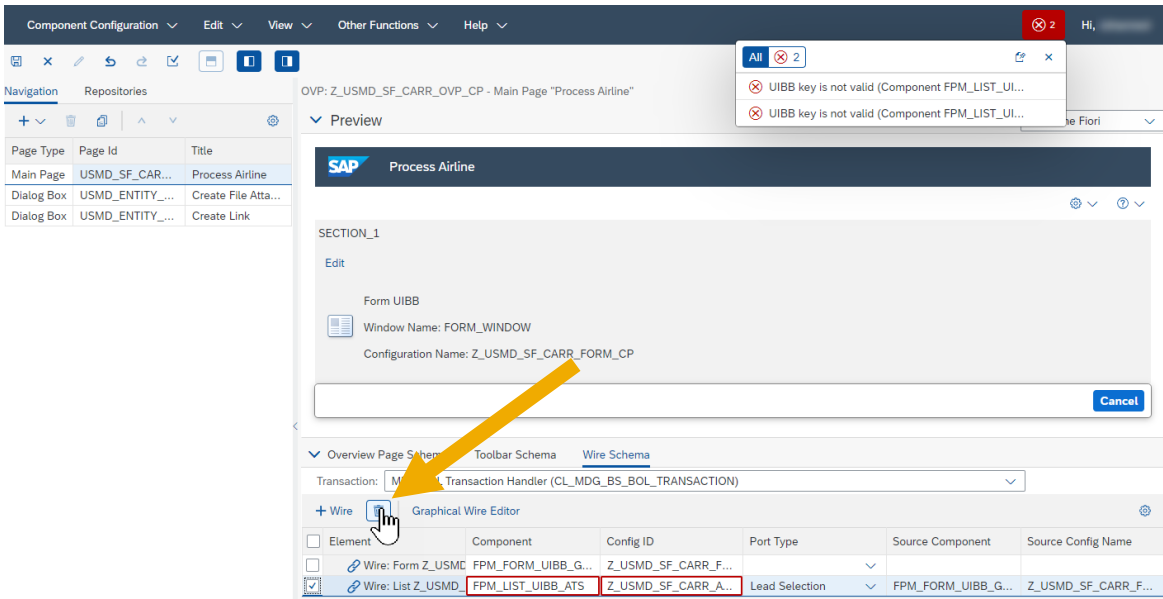 Component Configuration Edit View Other Functions Help 2 Hi,
All 2
UIBB key is not valid (Component FPM_LIST_UI...
UIBB key is not valid (Component FPM_LIST_UI...
Navigation Repositories
OVP: Z_USMD_SF_CARR_OVP_CP - Main Page "Process Airline"
Preview
ne Fiori
Page Type Page Id Title
Main Page USMD_SF_CAR... Process Airline
Dialog Box USMD_ENTITY_... Create File Atta...
Dialog Box USMD_ENTITY_... Create Link
SAP Process Airline
SECTION_1
Edit
Form UIBB
Window Name: FORM_WINDOW
Configuration Name: Z_USMD_SF_CARR_FORM_CP
Cancel
Overview Page Schem Toolbar Schema Wire Schema
Transaction: Transaction Handler (CL_MDG_BS_BOL_TRANSACTION)
+ Wire Graphical Wire Editor
Element Component Config ID Port Type Source Component Source Config Name
Wire: Form Z_USMD FPM_FORM_UIBB_G... Z_USMD_SF_CARR_F...
Wire: List Z_USMD_ FPM_LIST_UIBB_ATS Z_USMD_SF_CARR_A... Lead Selection FPM_FORM_UIBB_G... Z_USMD_SF_CARR_F...